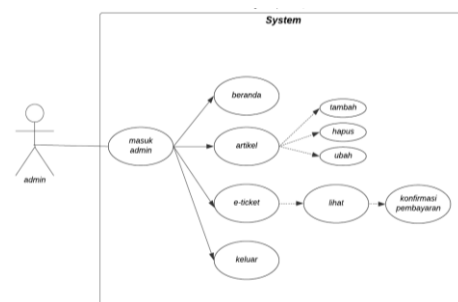 System
beranda
tambah
hapus
masuk
admin
artikel
ubah
admin
e-ticket
lihat
konfirmasi
pembayaran
keluar